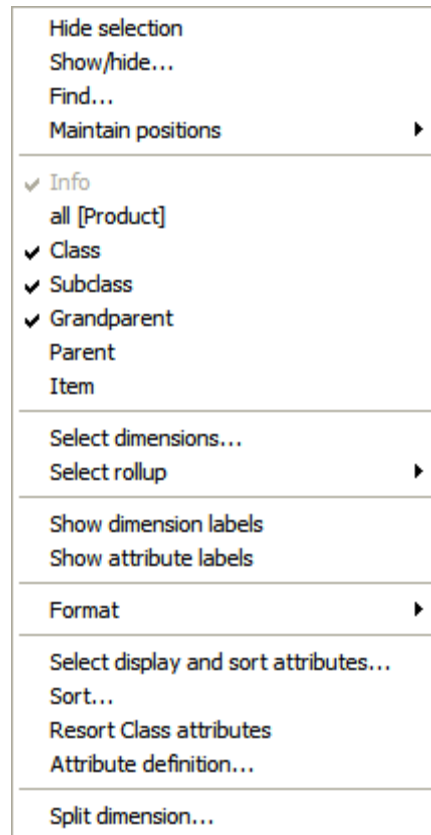 Hide selection
Show/hide...
Find...
Maintain positions
Info
all [Product]
Class
Subclass
Grandparent
Parent
Item
Select dimensions...
Select rollup
Show dimension labels
Show attribute labels
Format
Select display and sort attributes...
Sort...
Resort Class attributes
Attribute definition...
Split dimension...